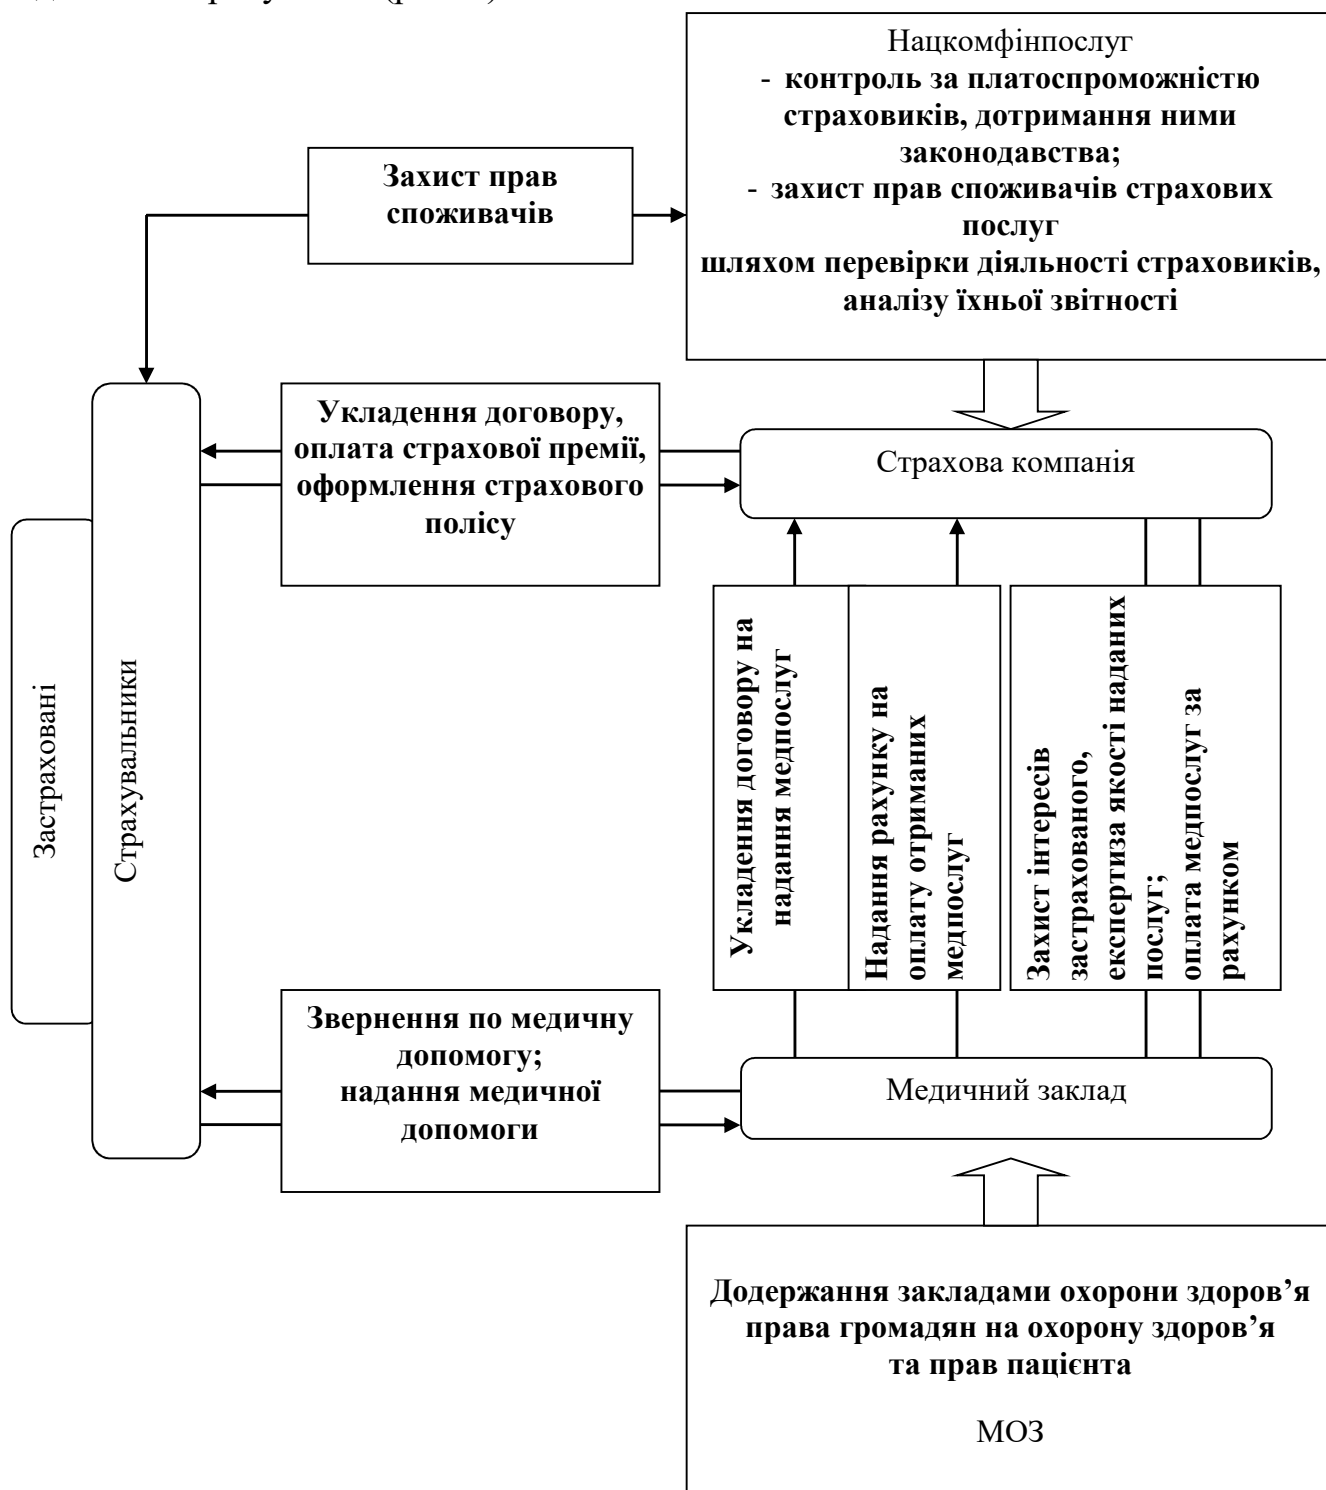 Нацкомфінпослуг
- контроль за платоспроможністю
страховиків, дотримання ними
законодавства;
- захист прав споживачів страхових
послуг
шляхом перевірки діяльності страховиків,
аналізу їхньої звітності
Захист прав
споживачів
Укладення договору,
оплата страхової премії,
оформлення страхового
полісу
Страхова компанія
Застраховані
Страхувальники
Укладення договору на
надання медпослуг
Надання рахунку на
оплату отриманих
медпослуг
Захист інтересів
застрахованого,
експертиза якості наданих
послуг;
оплата медпослуг за
рахунком
Звернення по медичну
допомогу;
надання медичної
допомоги
Медичний заклад
Додержання закладами охорони здоров’я
права громадян на охорону здоров’я
та прав пацієнта
МОЗ